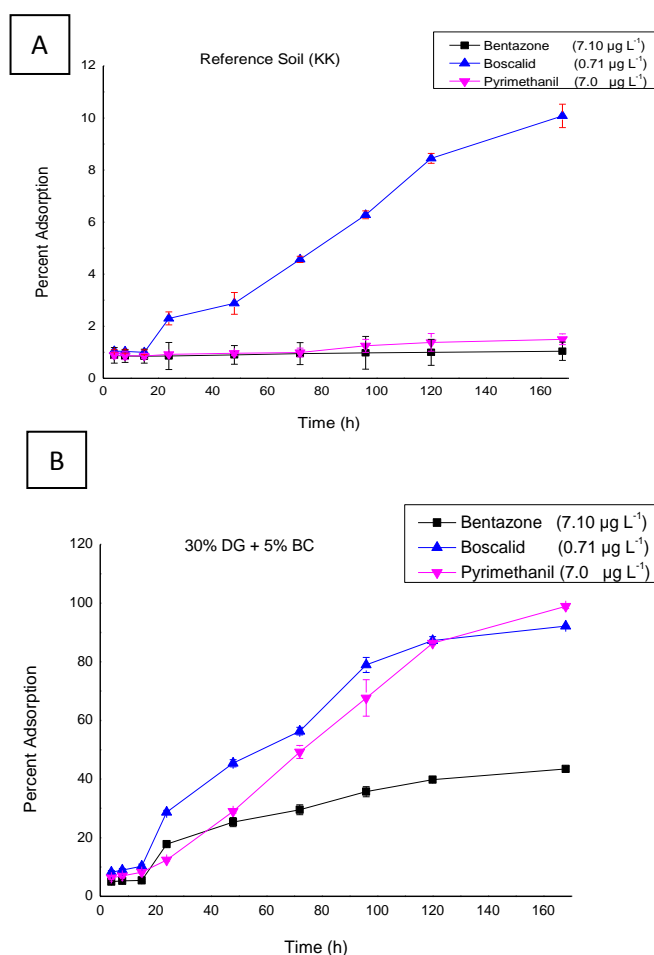 A
Reference Soil (KK)
Bentazone (7.10 µg L-1)
Boscalid (0.71 µg L-1)
Pyrimethanil (7.0 µg L-1)
12
10
8
6
4
2
0
Percent Adsorption
0 20 40 60 80 100 120 140 160
Time (h)
B
30% DG + 5% BC
Bentazone (7.10 µg L-1)
Boscalid (0.71 µg L-1)
Pyrimethanil (7.0 µg L-1)
120
100
80
60
40
20
0
Percent Adsorption
0 20 40 60 80 100 120 140 160
Time (h)